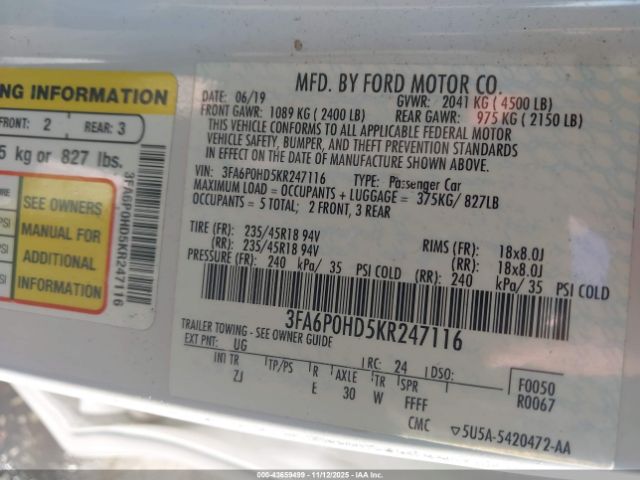 NG INFORMATION
FRONT: 2 REAR: 3
5 kg or 827 lbs.
SEE OWNERS
MANUAL FOR
ADDITIONAL
INFORMATION
PSI
PSI
PSI
3FA6P0HD5KR247116
MFD. BY FORD MOTOR CO.
DATE: 06/19 GVWR: 2041 KG ( 4500 LB)
FRONT GAWR: 1089 KG ( 2400 LB) REAR GAWR: 975 KG ( 2150 LB)
THIS VEHICLE CONFORMS TO ALL APPLICABLE FEDERAL MOTOR
VEHICLE SAFETY, BUMPER, AND THEFT PREVENTION STANDARDS
IN EFFECT ON THE DATE OF MANUFACTURE SHOWN ABOVE.
VIN: 3FA6P0HD5KR247116 TYPE: Passenger Car
MAXIMUM LOAD = OCCUPANTS + LUGGAGE = 375KG/ 827LB
OCCUPANTS = 5 TOTAL; 2 FRONT, 3 REAR
TIRE (FR): 235/45R18 94V RIMS (FR): 18x8.0J
(RR): 235/45R18 94V (RR): 18x8.0J
PRESSURE (FR): 240 kPa/ 35 PSI COLD (RR): 240 kPa/ 35 PSI COLD
3FA6P0HD5KR247116
TRAILER TOWING - SEE OWNER GUIDE
EXT PNT: UG RC: 24 DSO:
INT TR TP/PS R AXLE TR SPR F0050
ZJ E 30 W FFFF R0067
CMC ▽5U5A-5420472-AA
000-43659499 - 11/12/2025 - IAAI.COM